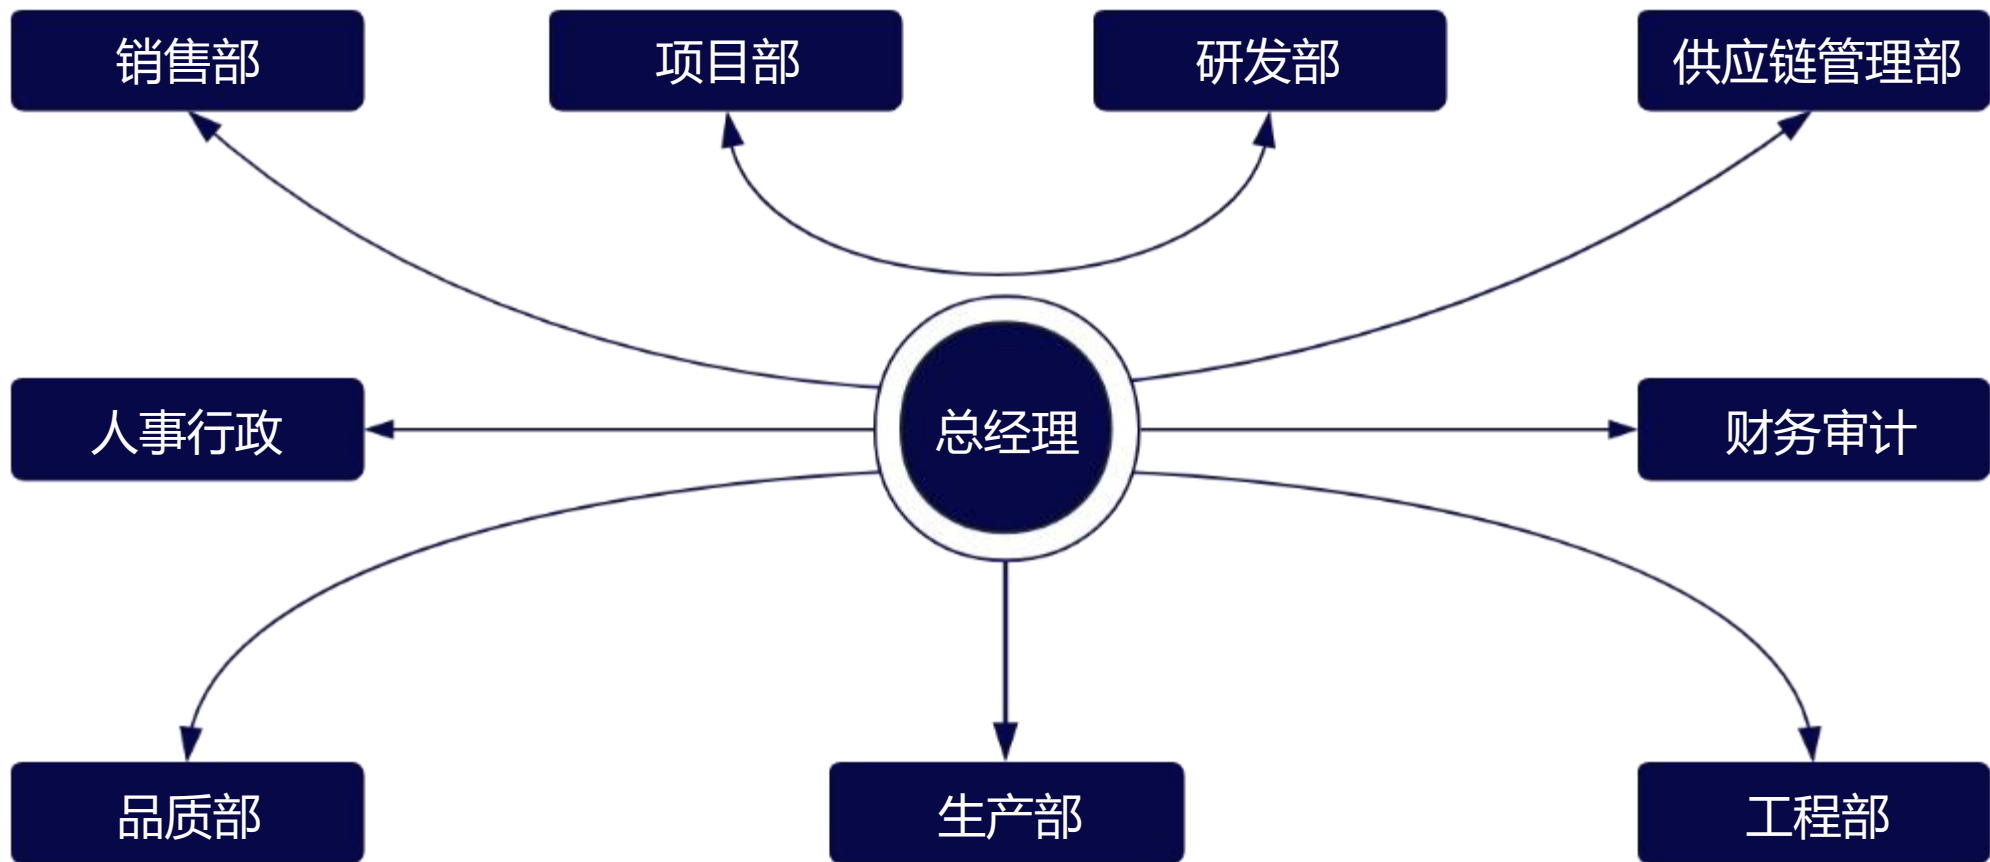 销售部
项目部
研发部
供应链管理部
人事行政
总经理
财务审计
品质部
生产部
工程部